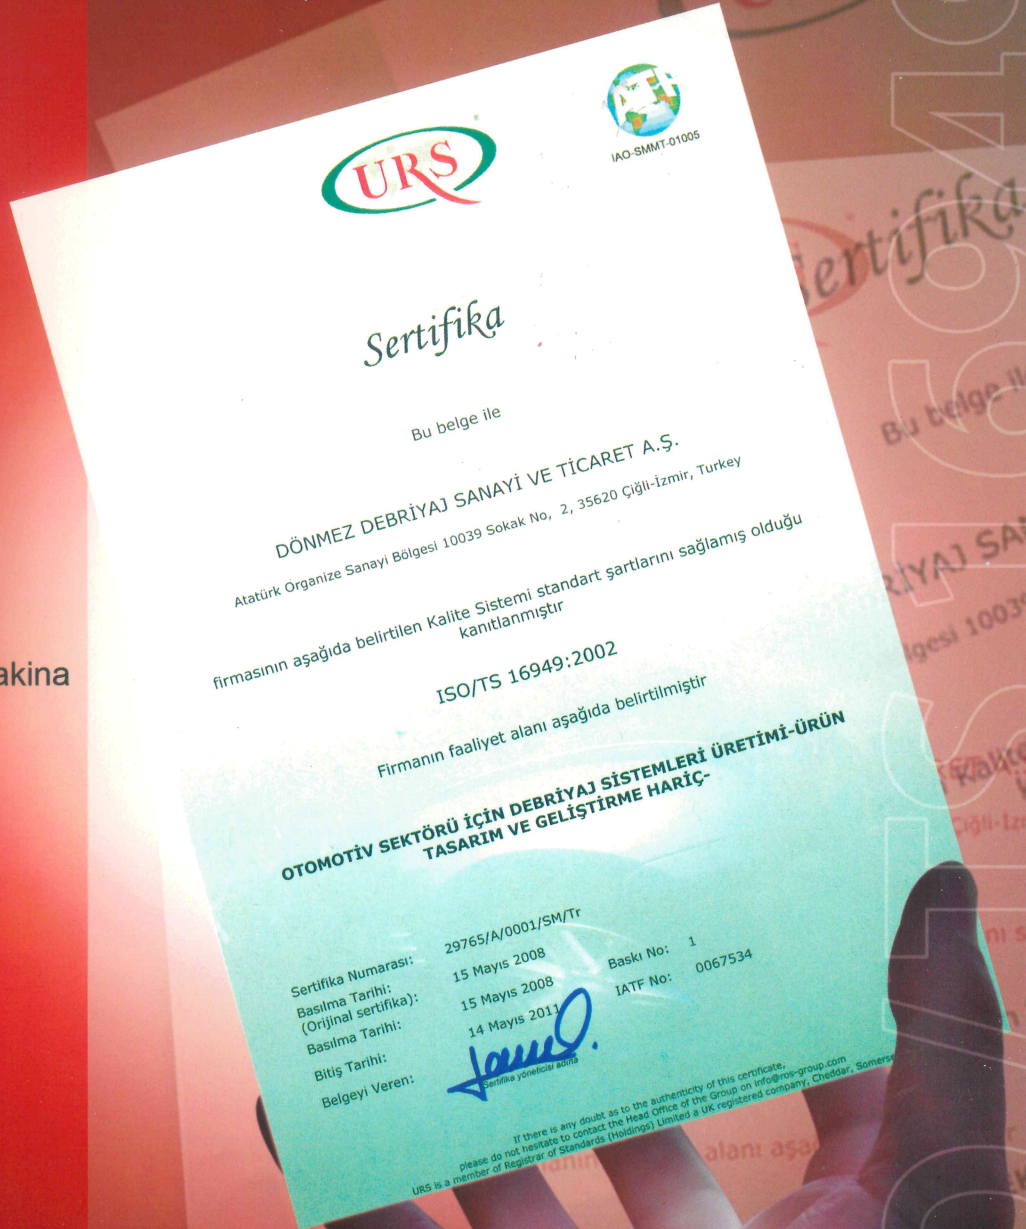 URS
IAO-SMMT-01005
Sertifika
Bu belge ile
DÖNMEZ DEBRİYAJ SANAYİ VE TİCARET A.Ş.
Atatürk Organize Sanayi Bölgesi 10039 Sokak No, 2, 35620 Çiğli-İzmir, Turkey
firmasının aşağıda belirtilen Kalite Sistemi standart şartlarını sağlamış olduğu
kanıtlanmıştır
ISO/TS 16949:2002
Firmanın faaliyet alanı aşağıda belirtilmiştir
OTOMOTİV SEKTÖRÜ İÇİN DEBRİYAJ SİSTEMLERİ ÜRETİMİ-ÜRÜN
TASARIM VE GELİŞTİRME HARİÇ-
Sertifika Numarası: 29765/A/0001/SM/Tr
Basılma Tarihi: 15 Mayıs 2008
(Orijinal sertifika):
Basılma Tarihi: 15 Mayıs 2008 Baskı No: 1
Bitiş Tarihi: 14 Mayıs 2011 IATF No: 0067534
Belgeyi Veren:
Sertifika yöneticisi adına
If there is any doubt as to the authenticity of this certificate,
please do not hesitate to contact the Head Office of the Group on info@ros-group.com
URS is a member of Registrar of Standards (Holdings) Limited a UK registered company, Cheddar, Somerse
akina
Sertifika
Bu belge ile
RİYAJ SAN
lgesi 10039
Kalite
Çiğli-İz
alanı aşa